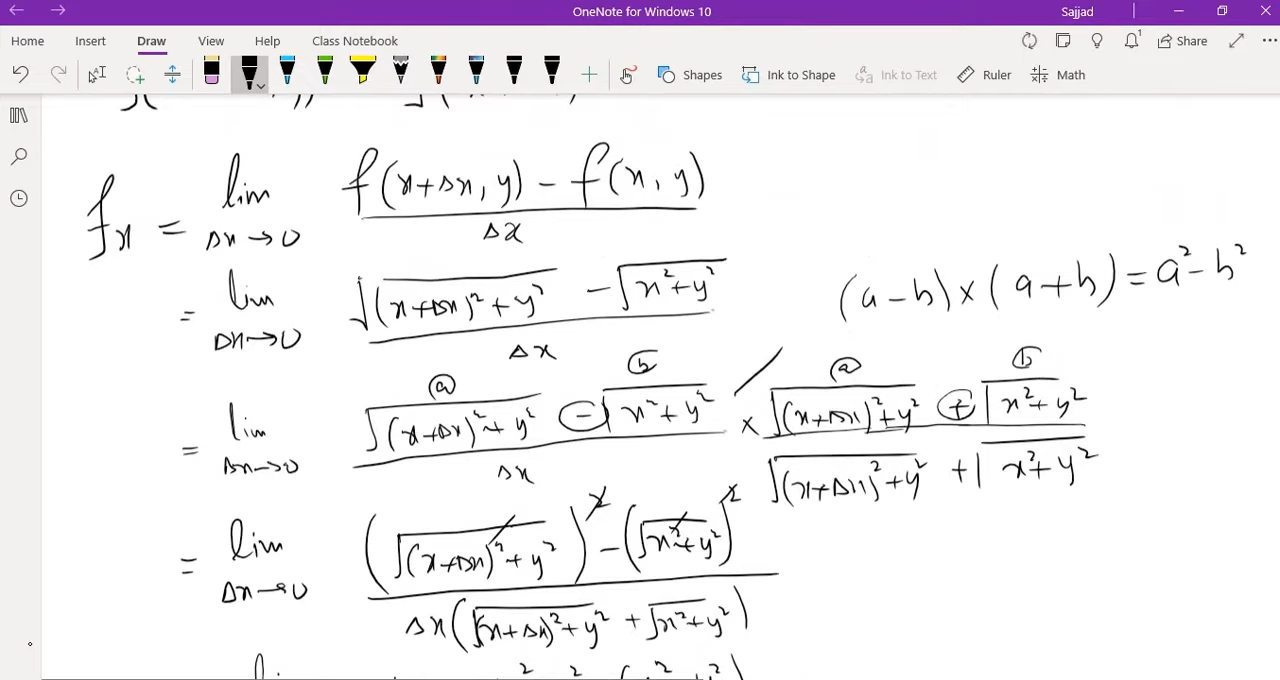 OneNote for Windows 10
Sajjad
Home Insert Draw View Help Class Notebook
Share
Shapes Ink to Shape Ink to Text Ruler Math
fx = lim Δx→0 f(x+Δx, y) − f(x, y) / Δx
= lim Δx→0 √(x+Δx)² + y² − √x²+y² / Δx
(a−b)×(a+b)=a²−b²
ⓐ ⓑ ⓐ ⓑ
= lim Δx→0 √(x+Δx)²+y² − √x²+y² / Δx × √(x+Δx)²+y² + √x²+y² / √(x+Δx)²+y² + √x²+y²
= lim Δx→0 (√(x+Δx)²+y²)² − (√x²+y²)² / Δx(√(x+Δx)²+y² + √x²+y²)